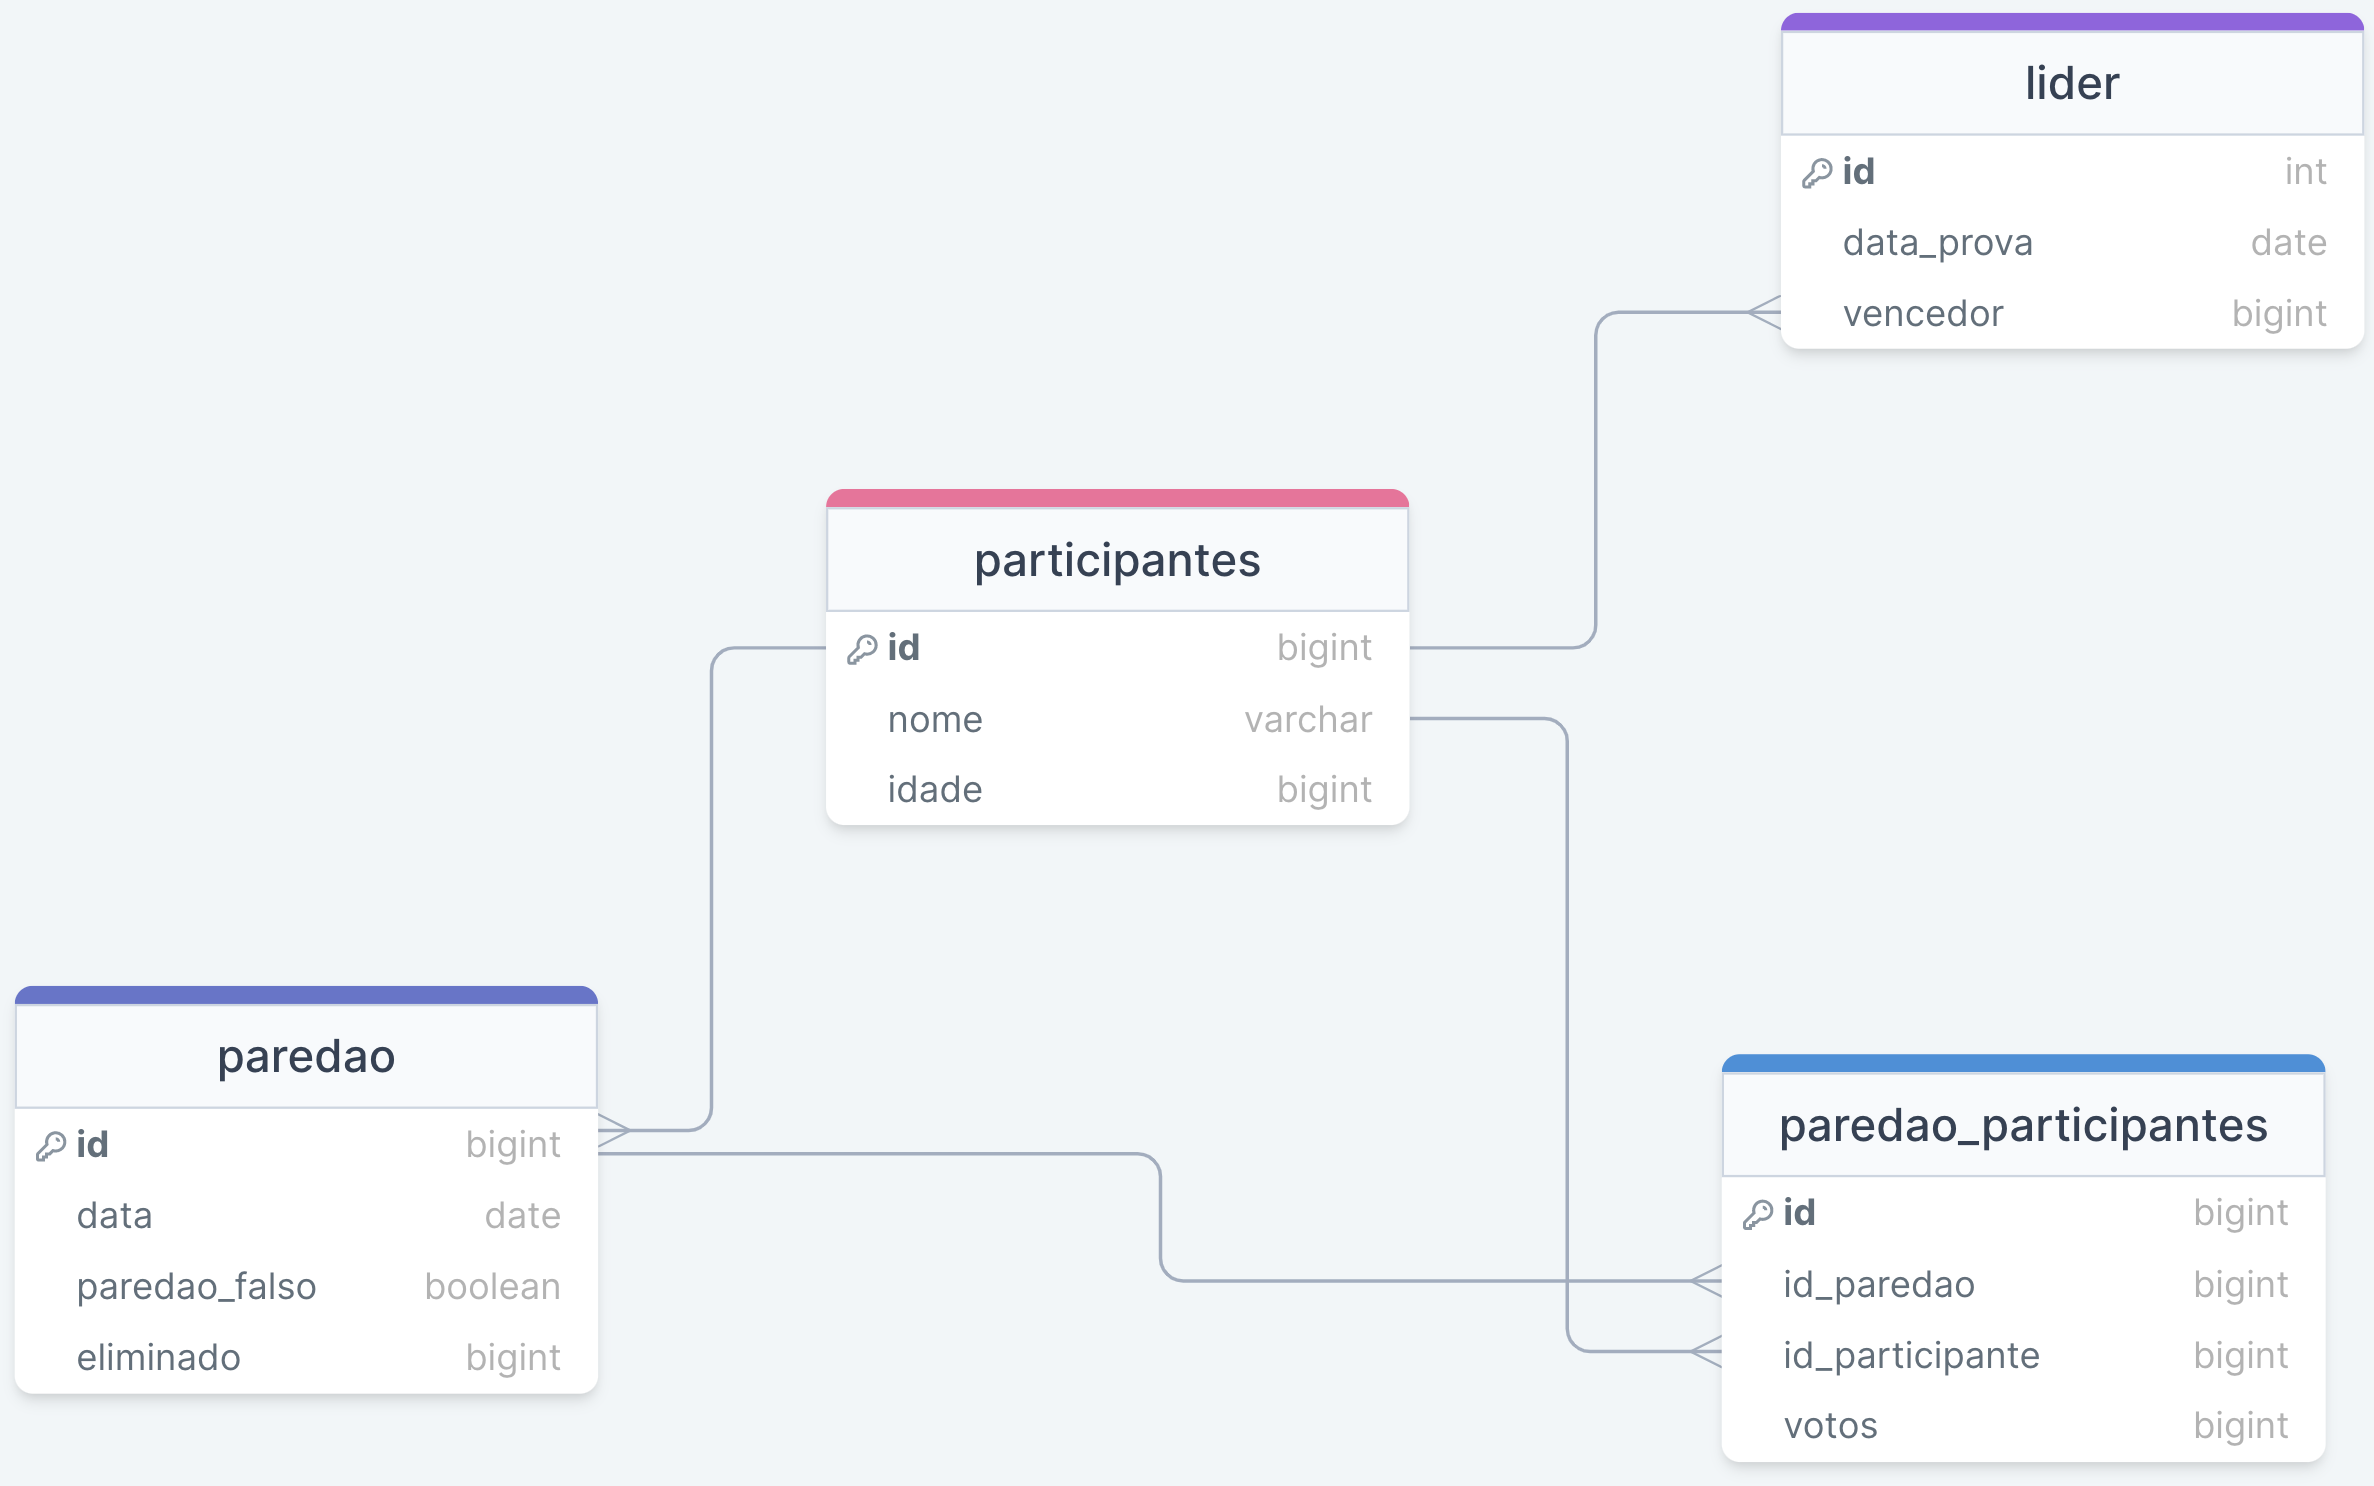 lider
id int
data_prova date
vencedor bigint
participantes
id bigint
nome varchar
idade bigint
paredao
id bigint
data date
paredao_falso boolean
eliminado bigint
paredao_participantes
id bigint
id_paredao bigint
id_participante bigint
votos bigint